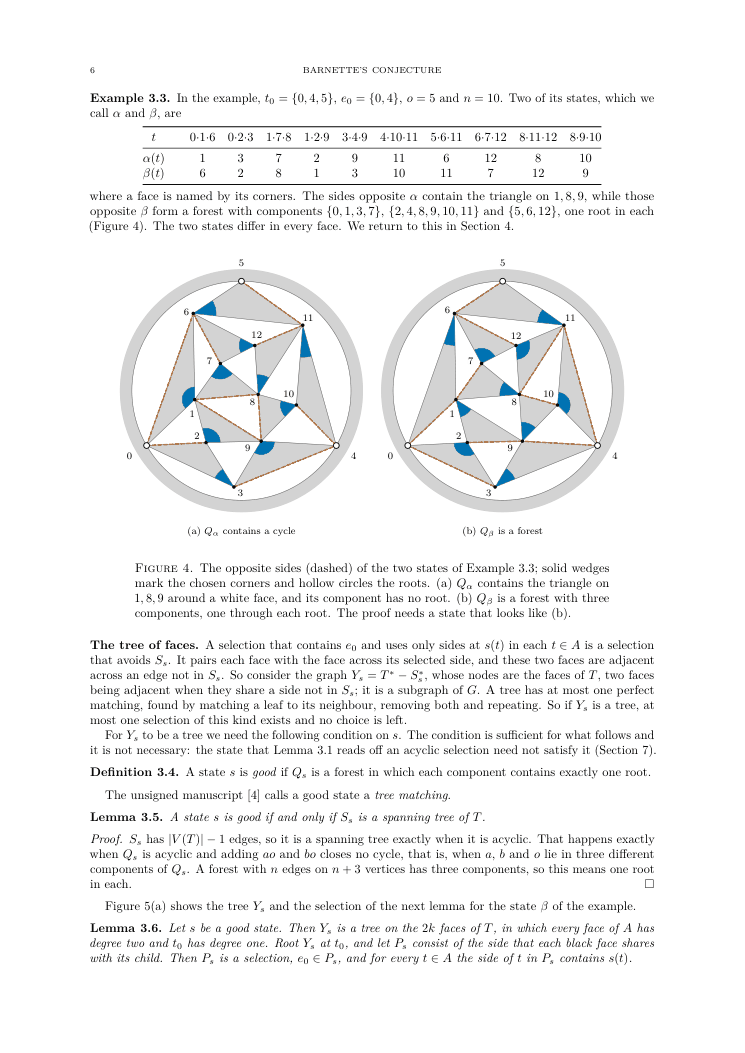 6 BARNETTE'S CONJECTURE
Example 3.3. In the example, t₀ = {0, 4, 5}, e₀ = {0, 4}, o = 5 and n = 10. Two of its states, which we
call α and β, are
t 0·1·6 0·2·3 1·7·8 1·2·9 3·4·9 4·10·11 5·6·11 6·7·12 8·11·12 8·9·10
α(t) 1 3 7 2 9 11 6 12 8 10
β(t) 6 2 8 1 3 10 11 7 12 9
where a face is named by its corners. The sides opposite α contain the triangle on 1, 8, 9, while those
opposite β form a forest with components {0, 1, 3, 7}, {2, 4, 8, 9, 10, 11} and {5, 6, 12}, one root in each
(Figure 4). The two states differ in every face. We return to this in Section 4.
5
6
11
12
7
10
8
1
2
9
0
4
3
5
6
11
12
7
10
8
1
2
9
0
4
3
(a) Qα contains a cycle
(b) Qβ is a forest
Figure 4. The opposite sides (dashed) of the two states of Example 3.3; solid wedges
mark the chosen corners and hollow circles the roots. (a) Qα contains the triangle on
1, 8, 9 around a white face, and its component has no root. (b) Qβ is a forest with three
components, one through each root. The proof needs a state that looks like (b).
The tree of faces. A selection that contains e₀ and uses only sides at s(t) in each t ∈ A is a selection
that avoids Sₛ. It pairs each face with the face across its selected side, and these two faces are adjacent
across an edge not in Sₛ. So consider the graph Yₛ = T* − Sₛ*, whose nodes are the faces of T, two faces
being adjacent when they share a side not in Sₛ; it is a subgraph of G. A tree has at most one perfect
matching, found by matching a leaf to its neighbour, removing both and repeating. So if Yₛ is a tree, at
most one selection of this kind exists and no choice is left.
For Yₛ to be a tree we need the following condition on s. The condition is sufficient for what follows and
it is not necessary: the state that Lemma 3.1 reads off an acyclic selection need not satisfy it (Section 7).
Definition 3.4. A state s is good if Qₛ is a forest in which each component contains exactly one root.
The unsigned manuscript [4] calls a good state a tree matching.
Lemma 3.5. A state s is good if and only if Sₛ is a spanning tree of T.
Proof. Sₛ has |V(T)| − 1 edges, so it is a spanning tree exactly when it is acyclic. That happens exactly
when Qₛ is acyclic and adding ao and bo closes no cycle, that is, when a, b and o lie in three different
components of Qₛ. A forest with n edges on n + 3 vertices has three components, so this means one root
in each. □
Figure 5(a) shows the tree Yₛ and the selection of the next lemma for the state β of the example.
Lemma 3.6. Let s be a good state. Then Yₛ is a tree on the 2k faces of T, in which every face of A has
degree two and t₀ has degree one. Root Yₛ at t₀, and let Pₛ consist of the side that each black face shares
with its child. Then Pₛ is a selection, e₀ ∈ Pₛ, and for every t ∈ A the side of t in Pₛ contains s(t).